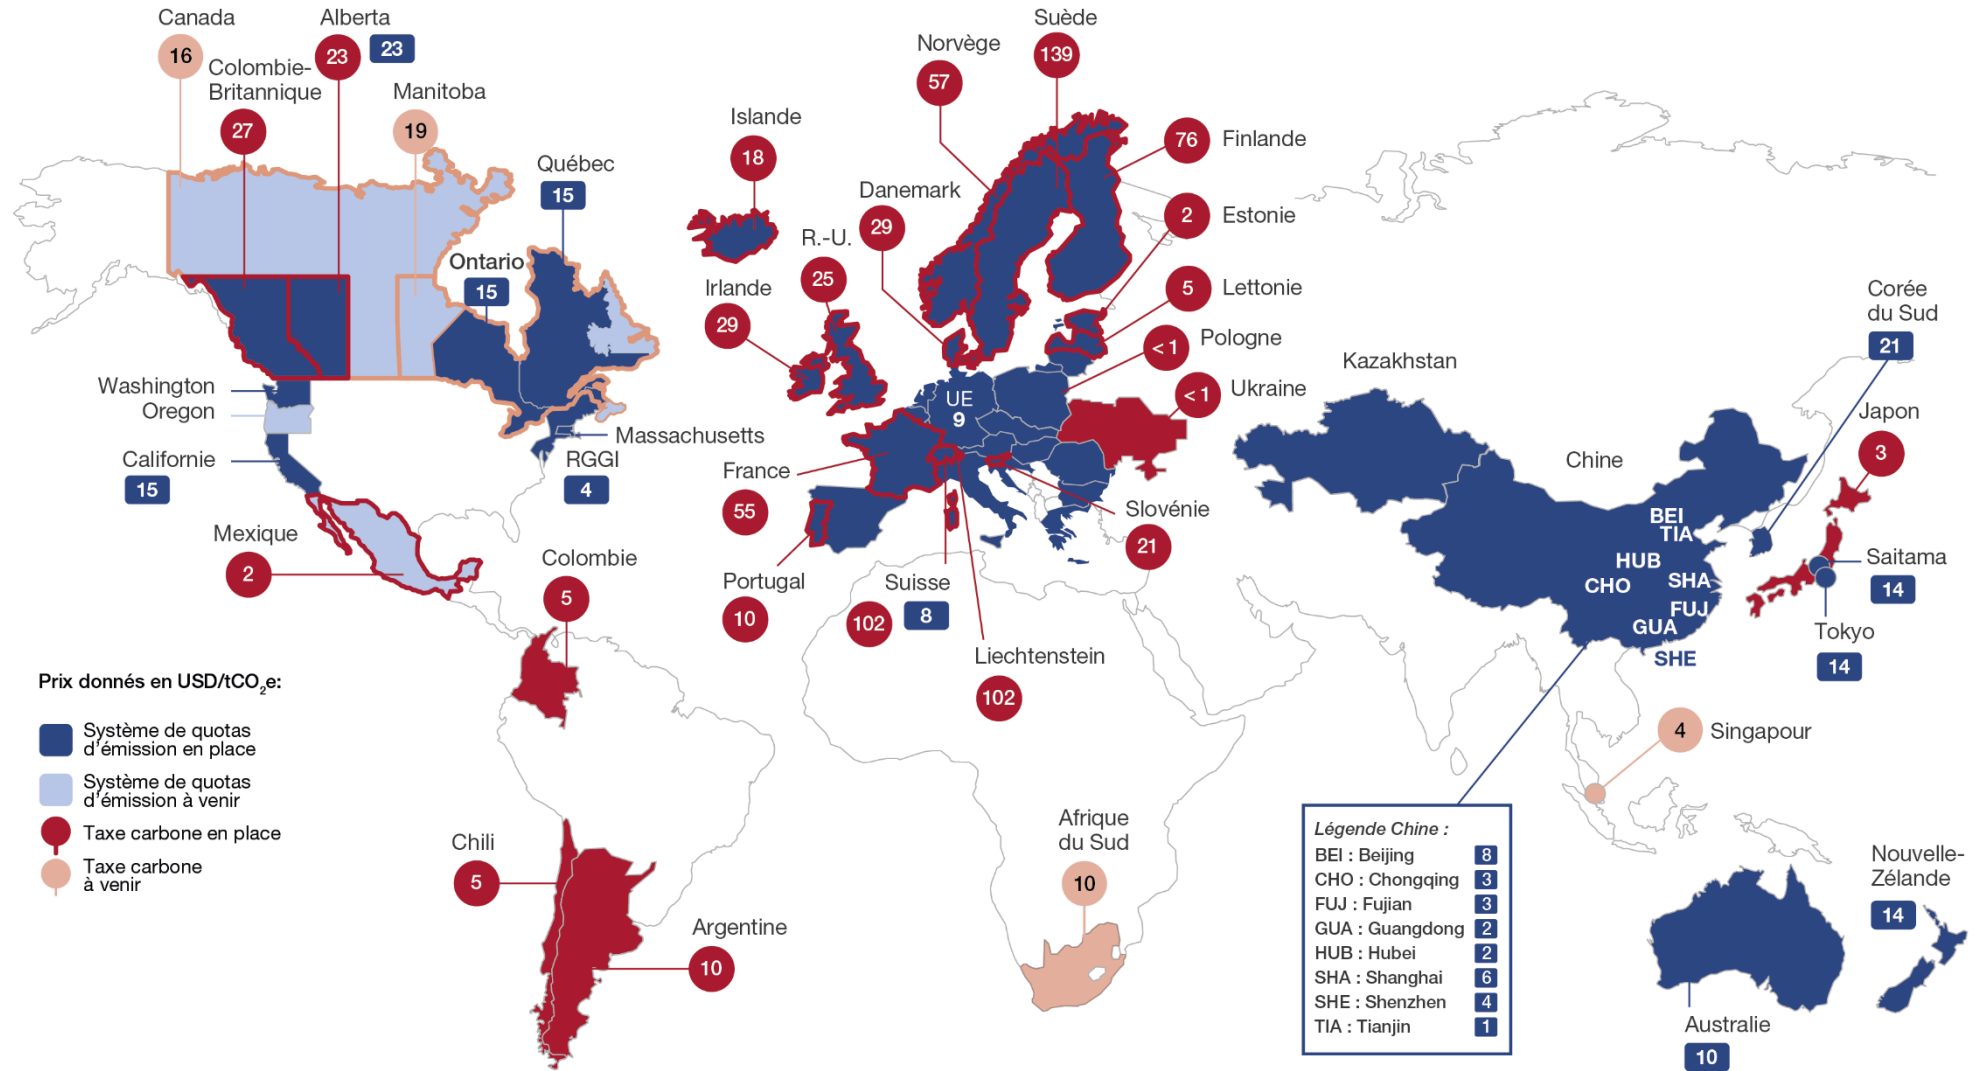 Canada
16
Alberta
23
23
Colombie-
Britannique
27
Manitoba
19
Québec
15
Ontario
15
Washington
Oregon
Californie
15
Massachusetts
RGGI
4
Mexique
2
Colombie
5
Chili
5
Argentine
10
Islande
18
Norvège
57
Suède
139
Finlande
76
Danemark
29
Estonie
2
R.-U.
25
Irlande
29
Lettonie
5
Pologne
< 1
Ukraine
< 1
UE
9
France
55
Portugal
10
Suisse
102
8
Liechtenstein
102
Slovénie
21
Afrique
du Sud
10
Kazakhstan
Chine
BEI
TIA
HUB
CHO
SHA
FUJ
GUA
SHE
Corée
du Sud
21
Japon
3
Saitama
14
Tokyo
14
Singapour
4
Nouvelle-
Zélande
14
Australie
10
Prix donnés en USD/tCO₂e:
Système de quotas
d'émission en place
Système de quotas
d'émission à venir
Taxe carbone en place
Taxe carbone
à venir
Légende Chine :
BEI : Beijing 8
CHO : Chongqing 3
FUJ : Fujian 3
GUA : Guangdong 2
HUB : Hubei 2
SHA : Shanghai 6
SHE : Shenzhen 4
TIA : Tianjin 1